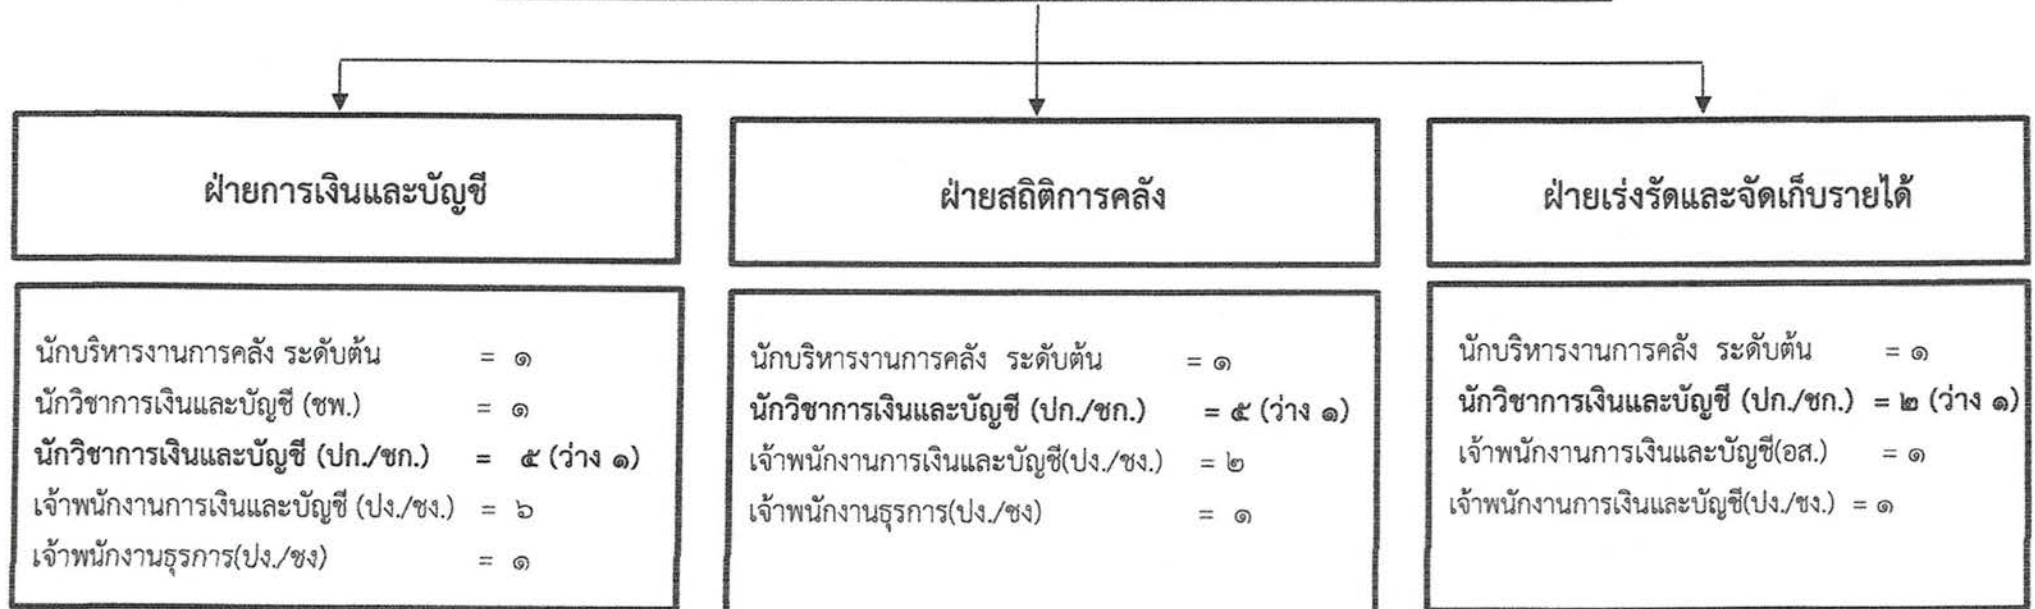 ฝ่ายการเงินและบัญชี
นักบริหารงานการคลัง ระดับต้น = ๑
นักวิชาการเงินและบัญชี (ชพ.) = ๑
นักวิชาการเงินและบัญชี (ปก./ชก.) = ๕ (ว่าง ๑)
เจ้าพนักงานการเงินและบัญชี (ปง./ชง.) = ๖
เจ้าพนักงานธุรการ(ปง./ชง) = ๑
ฝ่ายสถิติการคลัง
นักบริหารงานการคลัง ระดับต้น = ๑
นักวิชาการเงินและบัญชี (ปก./ชก.) = ๕ (ว่าง ๑)
เจ้าพนักงานการเงินและบัญชี(ปง./ชง.) = ๒
เจ้าพนักงานธุรการ(ปง./ชง) = ๑
ฝ่ายเร่งรัดและจัดเก็บรายได้
นักบริหารงานการคลัง ระดับต้น = ๑
นักวิชาการเงินและบัญชี (ปก./ชก.) = ๒ (ว่าง ๑)
เจ้าพนักงานการเงินและบัญชี(อส.) = ๑
เจ้าพนักงานการเงินและบัญชี(ปง./ชง.) = ๑